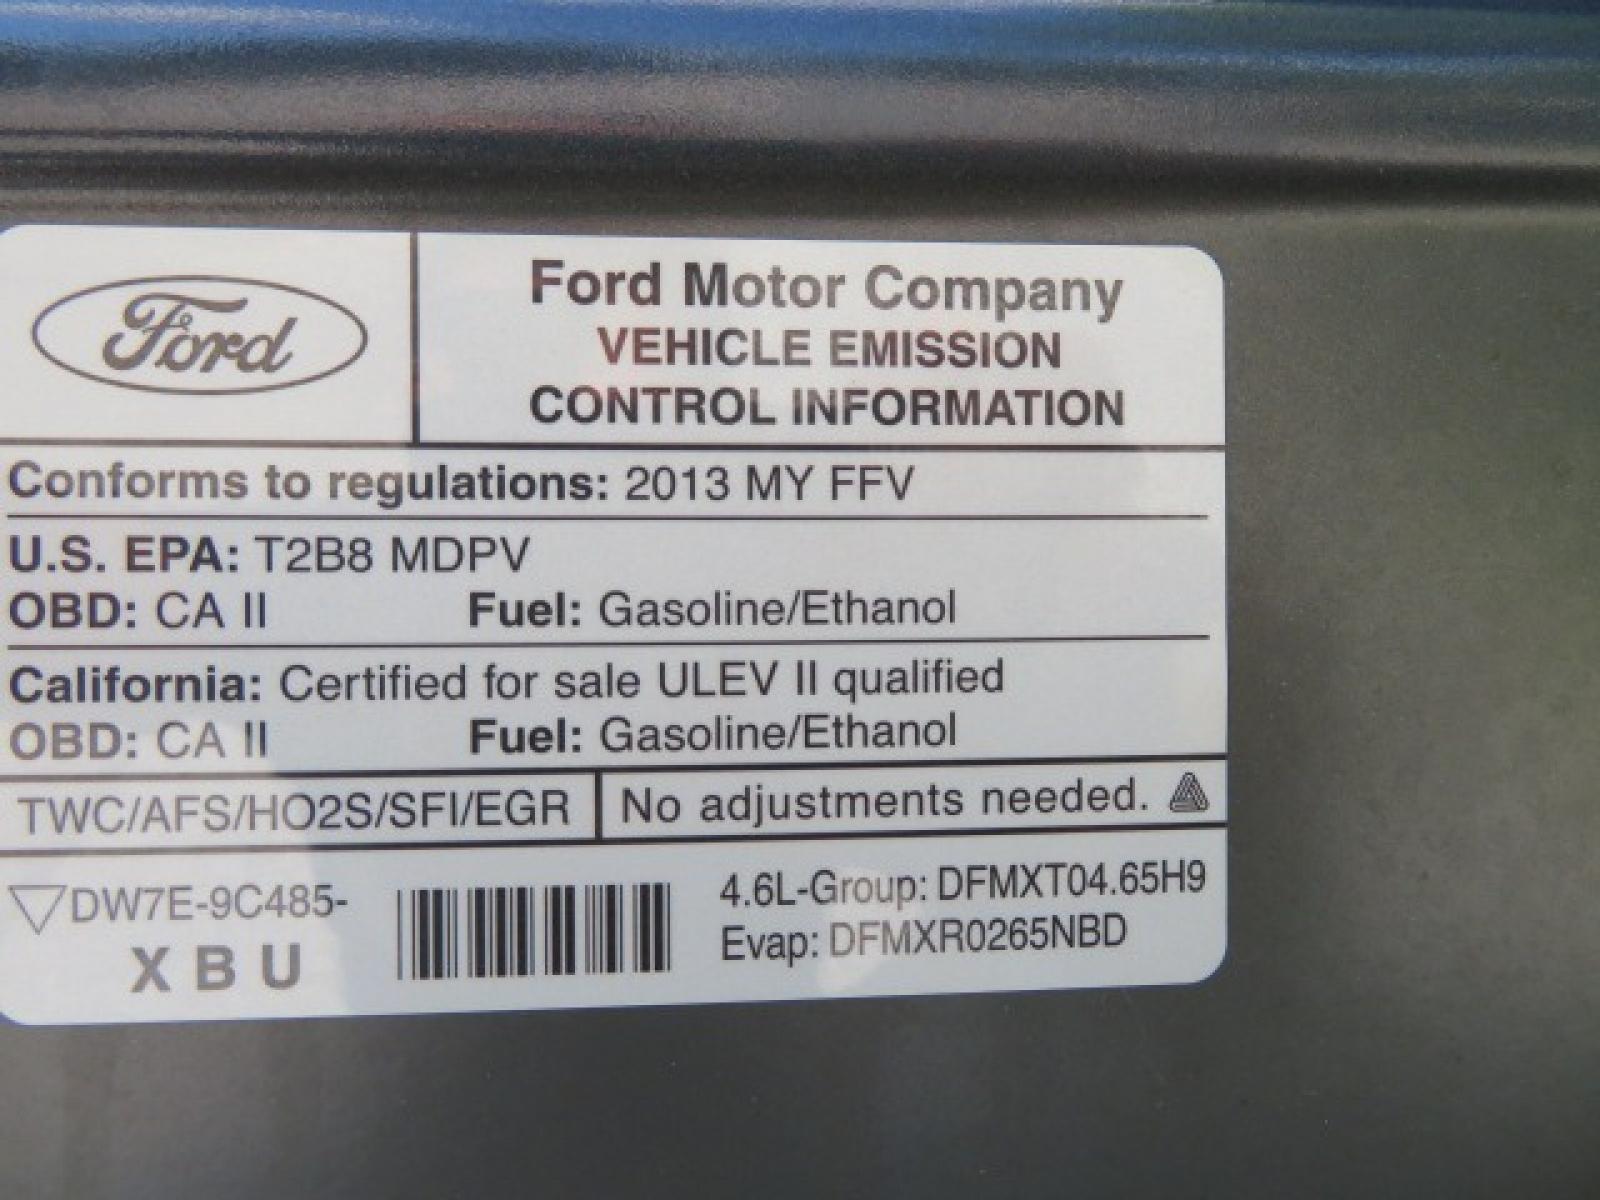 Ford
Ford Motor Company
VEHICLE EMISSION
CONTROL INFORMATION
Conforms to regulations: 2013 MY FFV
U.S. EPA: T2B8 MDPV
OBD: CA II Fuel: Gasoline/Ethanol
California: Certified for sale ULEV II qualified
OBD: CA II Fuel: Gasoline/Ethanol
TWC/AFS/HO2S/SFI/EGR
No adjustments needed.
DW7E-9C485-
X B U
4.6L-Group: DFMXT04.65H9
Evap: DFMXR0265NBD